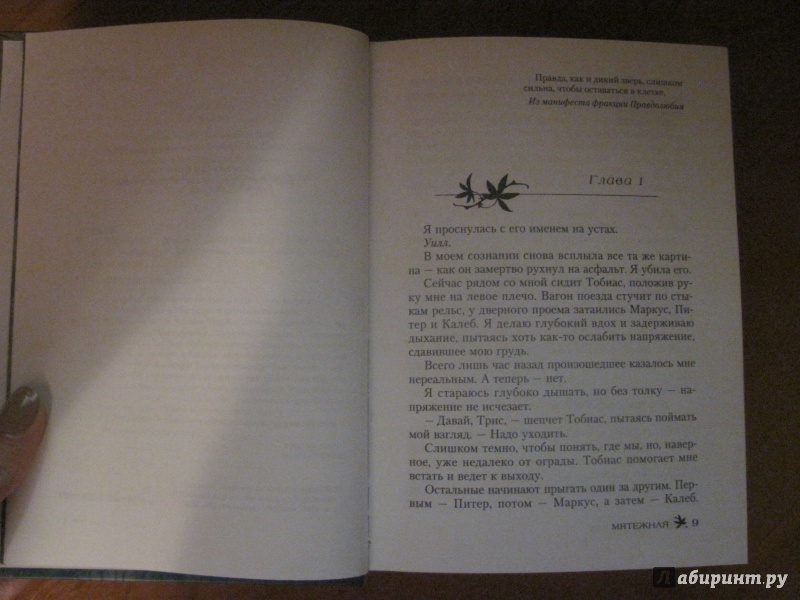 Правда, как и дикий зверь, слишком
сильна, чтобы оставаться в клетке.
Из манифеста фракции Правдолюбия
Глава 1
Я проснулась с его именем на устах.
Уилл.
В моем сознании снова всплыла все та же карти-
на — как он замертво рухнул на асфальт. Я убила его.
Сейчас рядом со мной сидит Тобиас, положив ру-
ку мне на левое плечо. Вагон поезда стучит по сты-
кам рельс, у дверного проема затаились Маркус, Пи-
тер и Калеб. Я делаю глубокий вдох и задерживаю
дыхание, пытаясь хоть как-то ослабить напряжение,
сдавившее мою грудь.
Всего лишь час назад произошедшее казалось мне
нереальным. А теперь — нет.
Я стараюсь глубоко дышать, но без толку — на-
пряжение не исчезает.
— Давай, Трис, — шепчет Тобиас, пытаясь поймать
мой взгляд. — Надо уходить.
Слишком темно, чтобы понять, где мы, но, навер-
ное, уже недалеко от ограды. Тобиас помогает мне
встать и ведет к выходу.
Остальные начинают прыгать один за другим. Пер-
вым — Питер, потом — Маркус, а затем — Калеб.
МЯТЕЖНАЯ 9
Лабиринт.ру